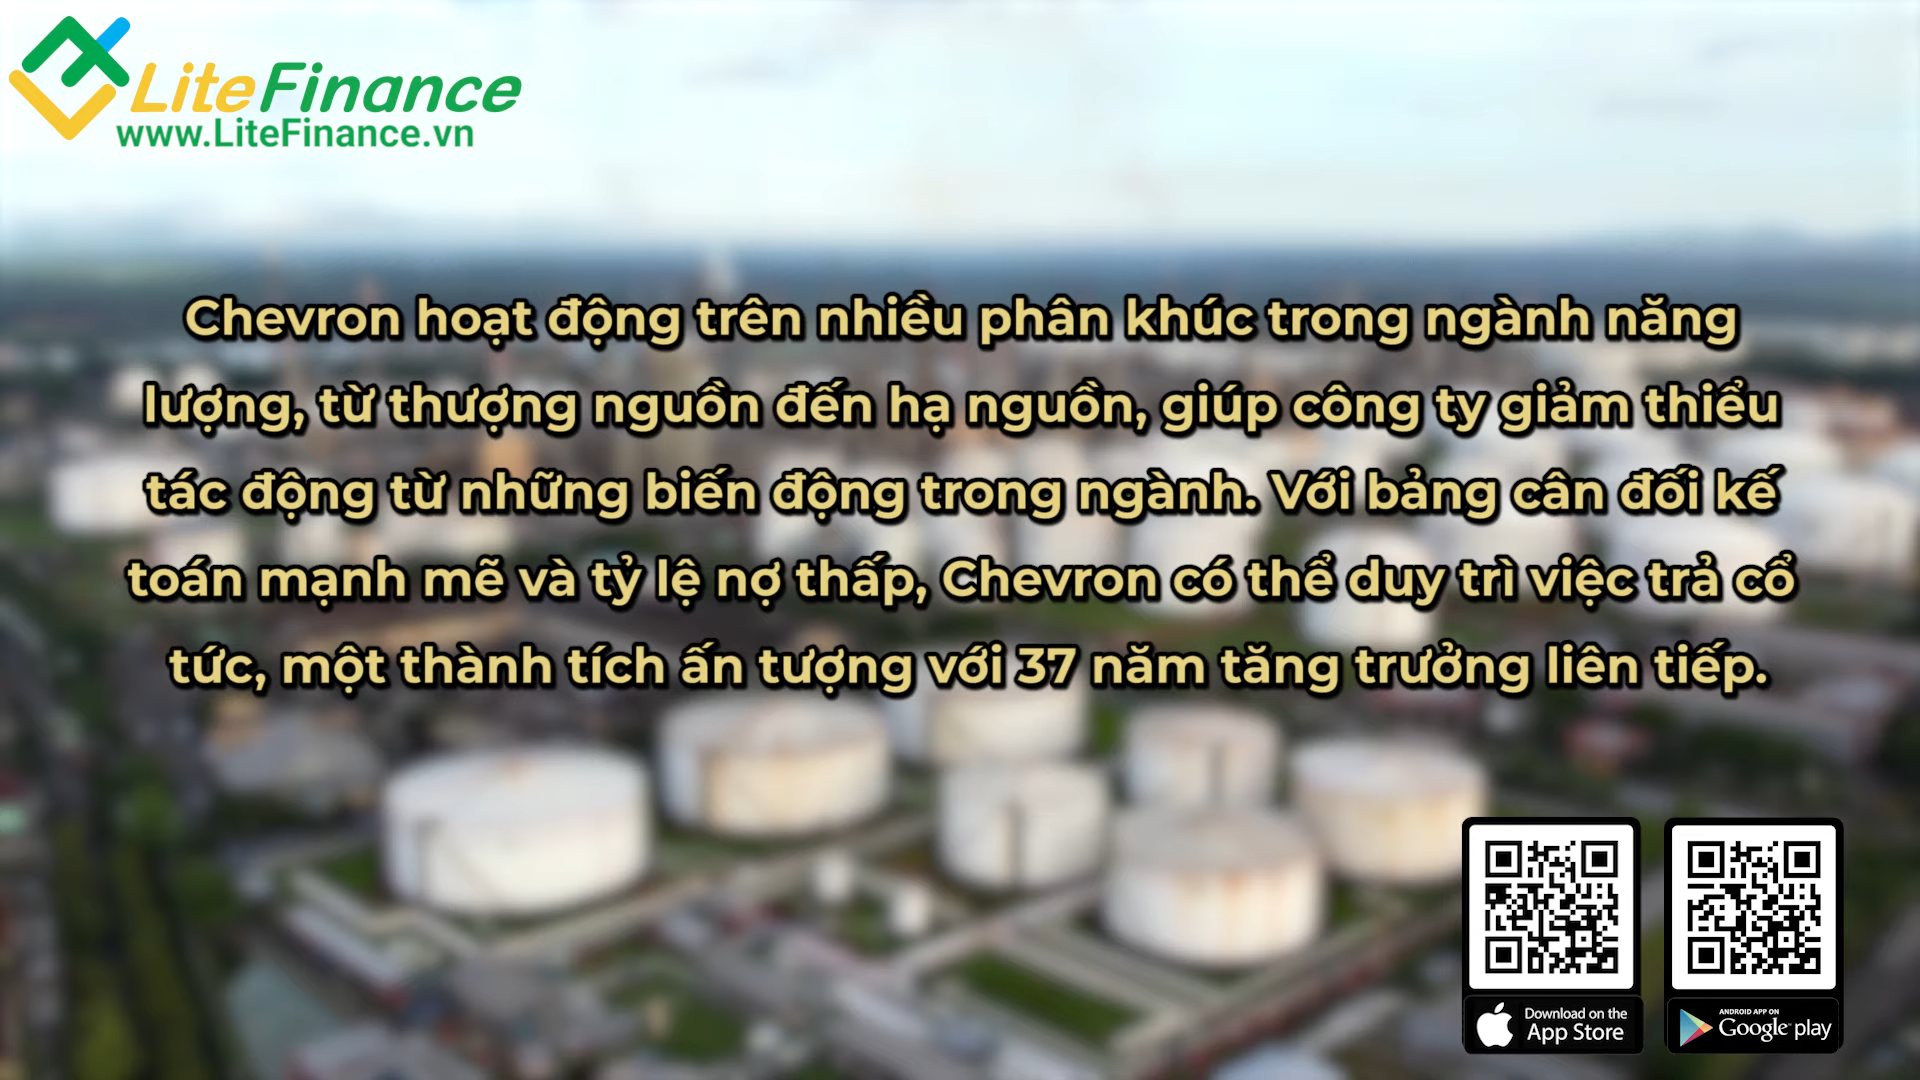 LiteFinance
www.LiteFinance.vn
Chevron hoạt động trên nhiều phân khúc trong ngành năng
lượng, từ thượng nguồn đến hạ nguồn, giúp công ty giảm thiểu
tác động từ những biến động trong ngành. Với bảng cân đối kế
toán mạnh mẽ và tỷ lệ nợ thấp, Chevron có thể duy trì việc trả cổ
tức, một thành tích ấn tượng với 37 năm tăng trưởng liên tiếp.
Download on the
App Store
ANDROID APP ON
Google play